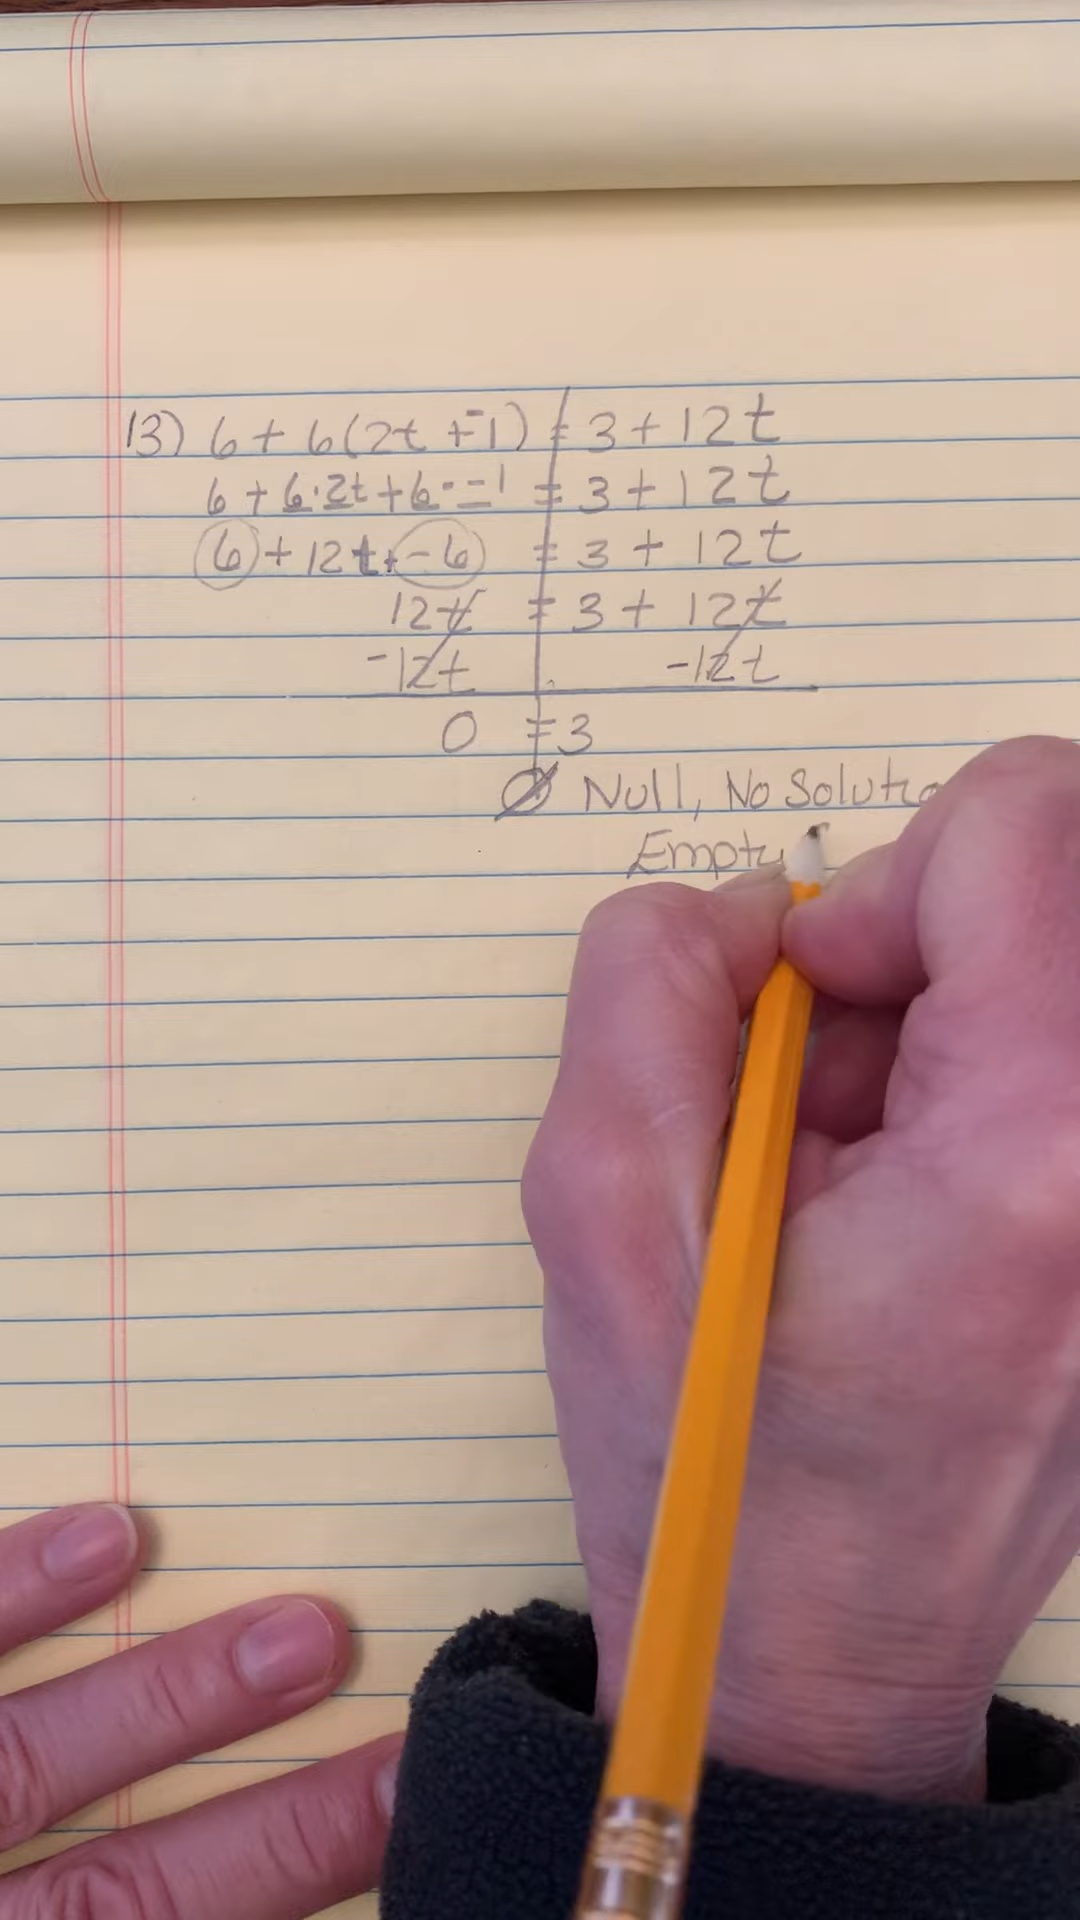 13) 6 + 6(2t + -1) = 3 + 12t
6 + 6·2t + 6·-1 = 3 + 12t
6 + 12t + -6 = 3 + 12t
12t = 3 + 12t
-12t -12t
0 = 3
∅ Null, No Solutio
Empty